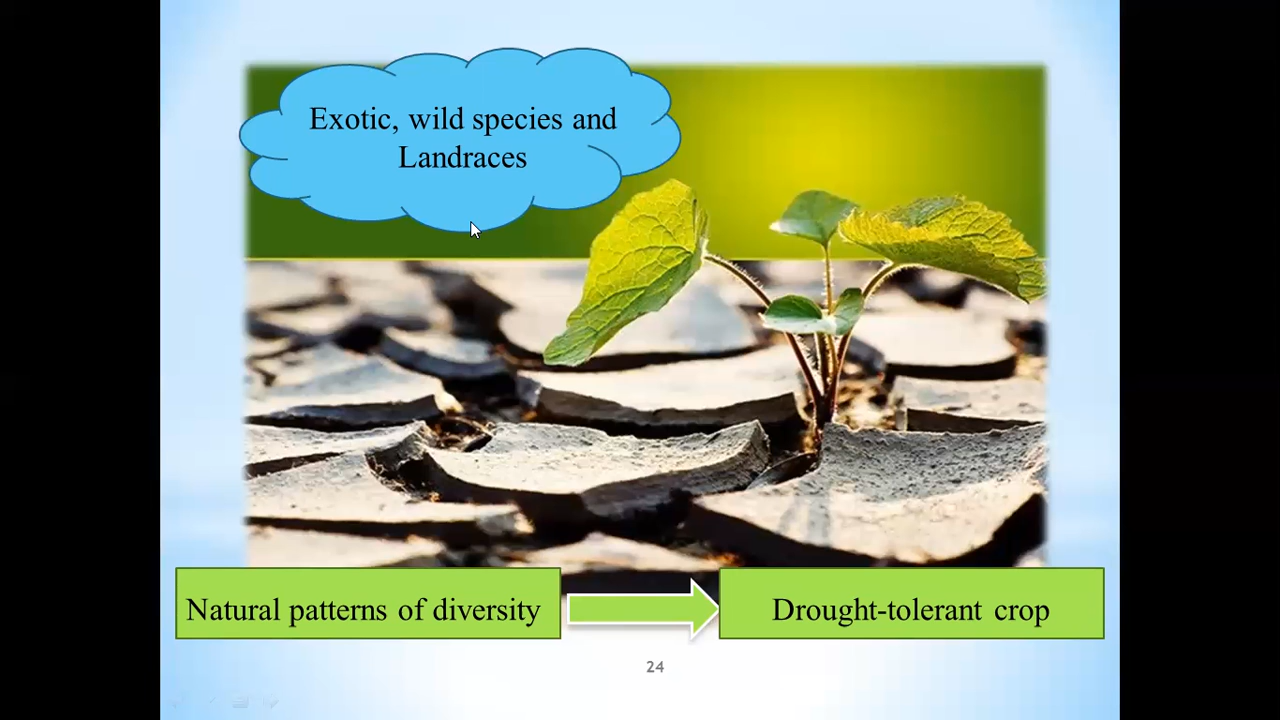 Exotic, wild species and
Landraces
Natural patterns of diversity
Drought-tolerant crop
24